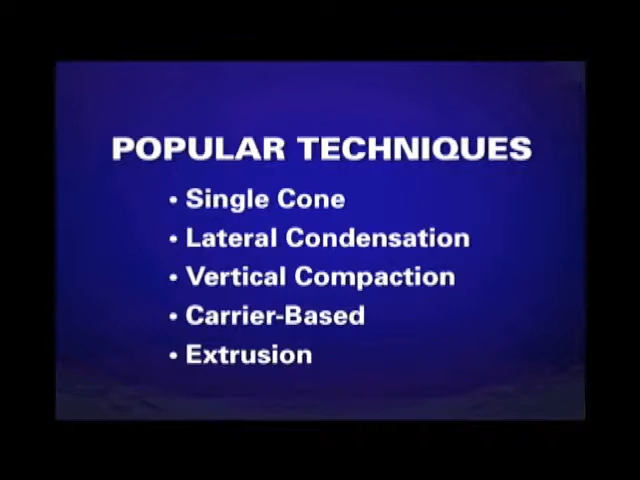 POPULAR TECHNIQUES
• Single Cone
• Lateral Condensation
• Vertical Compaction
• Carrier-Based
• Extrusion